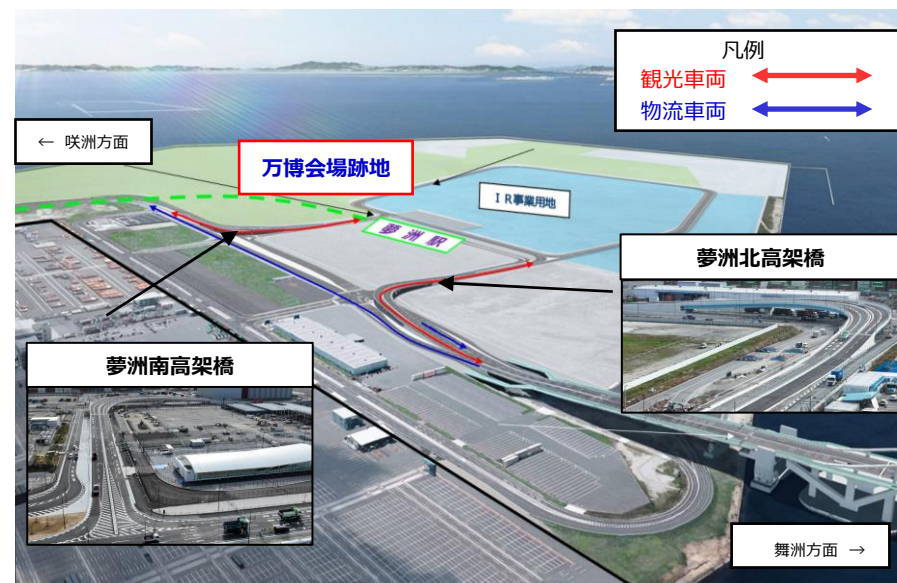 凡例
観光車両
物流車両
← 咲洲方面
万博会場跡地
ＩＲ事業用地
夢洲駅
夢洲北高架橋
夢洲南高架橋
舞洲方面 →